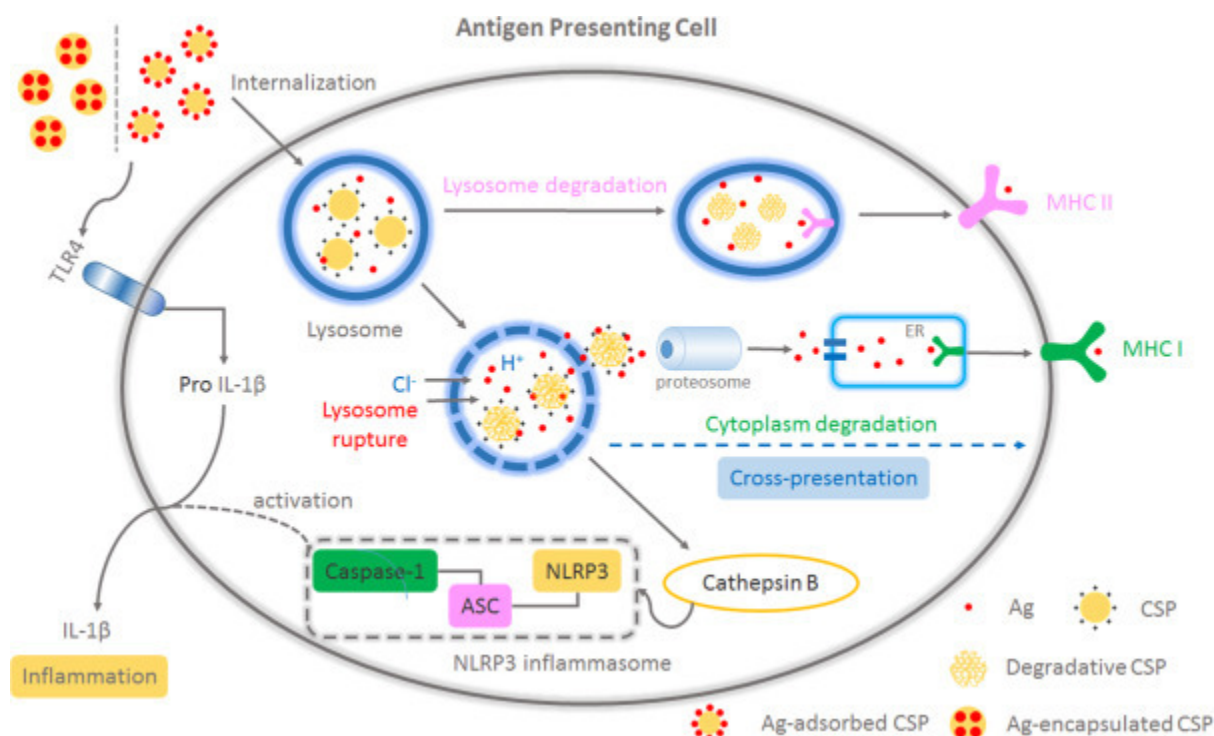 Antigen Presenting Cell
Internalization
Lysosome degradation
MHC II
TLR4
Lysosome
ER
MHC I
H⁺
Cl⁻
proteosome
Pro IL-1β
Lysosome
rupture
Cytoplasm degradation
Cross-presentation
activation
Caspase-1
NLRP3
ASC
Cathepsin B
Ag
CSP
IL-1β
NLRP3 inflammasome
Degradative CSP
Inflammation
Ag-adsorbed CSP
Ag-encapsulated CSP